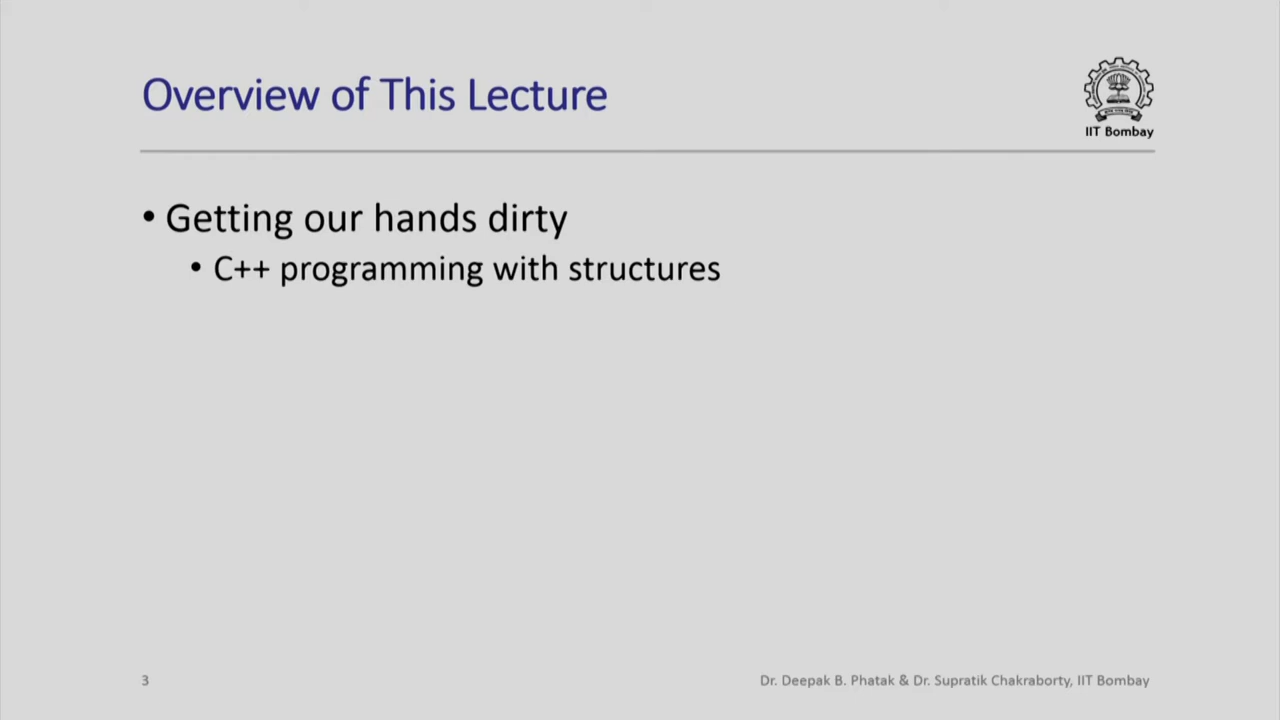 Overview of This Lecture
IIT Bombay
• Getting our hands dirty
• C++ programming with structures
3
Dr. Deepak B. Phatak & Dr. Supratik Chakraborty, IIT Bombay